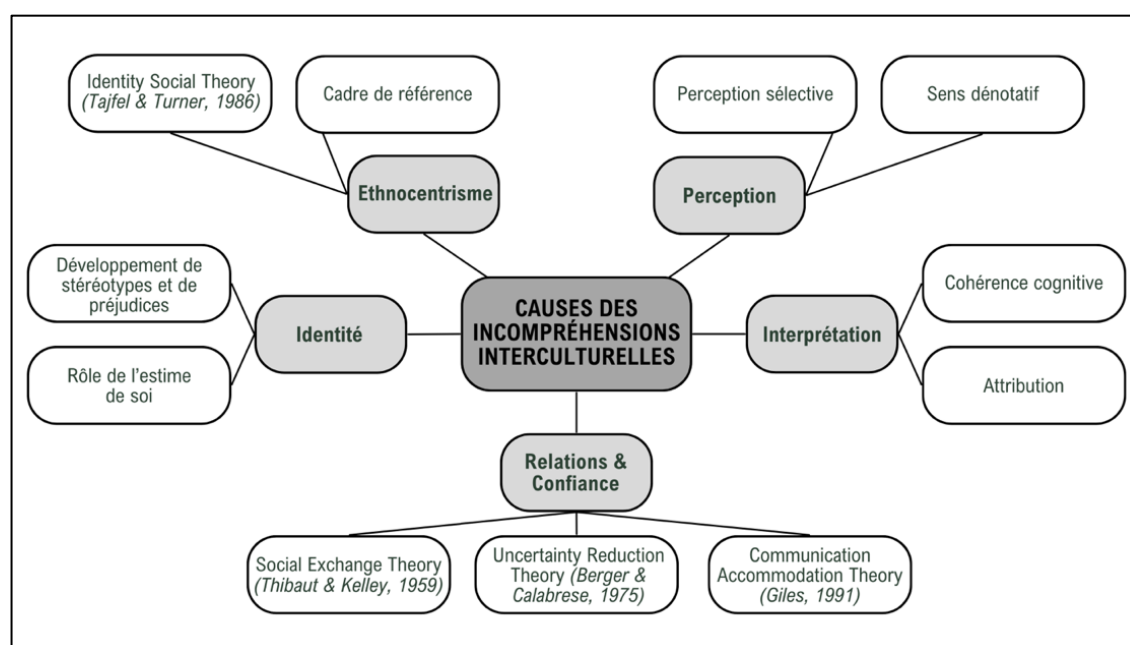 Identity Social Theory
(Tajfel & Turner, 1986)
Cadre de référence
Perception sélective
Sens dénotatif
Ethnocentrisme
Perception
Développement de
stéréotypes et de
préjudices
Identité
Rôle de l'estime
de soi
CAUSES DES
INCOMPRÉHENSIONS
INTERCULTURELLES
Interprétation
Cohérence cognitive
Attribution
Relations &
Confiance
Social Exchange Theory
(Thibaut & Kelley, 1959)
Uncertainty Reduction
Theory (Berger &
Calabrese, 1975)
Communication
Accommodation Theory
(Giles, 1991)